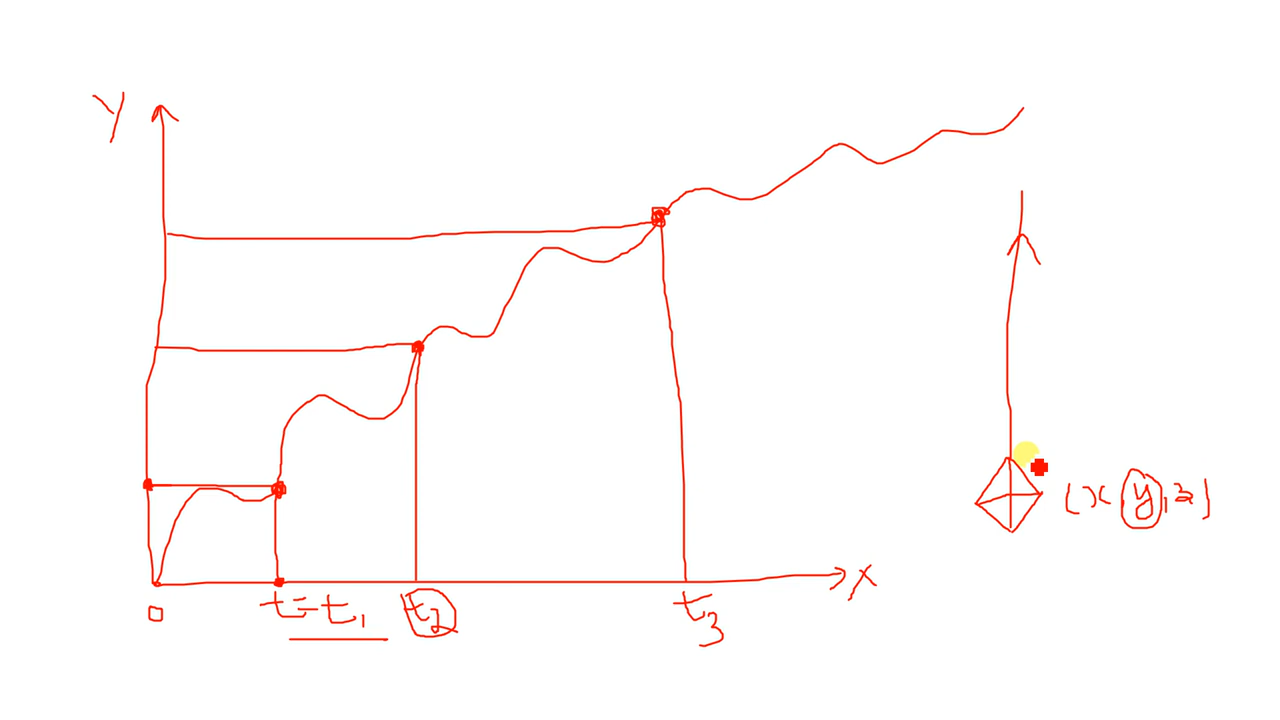 Y
(x y, z)
X
0
t = t₁
t₂
t₃